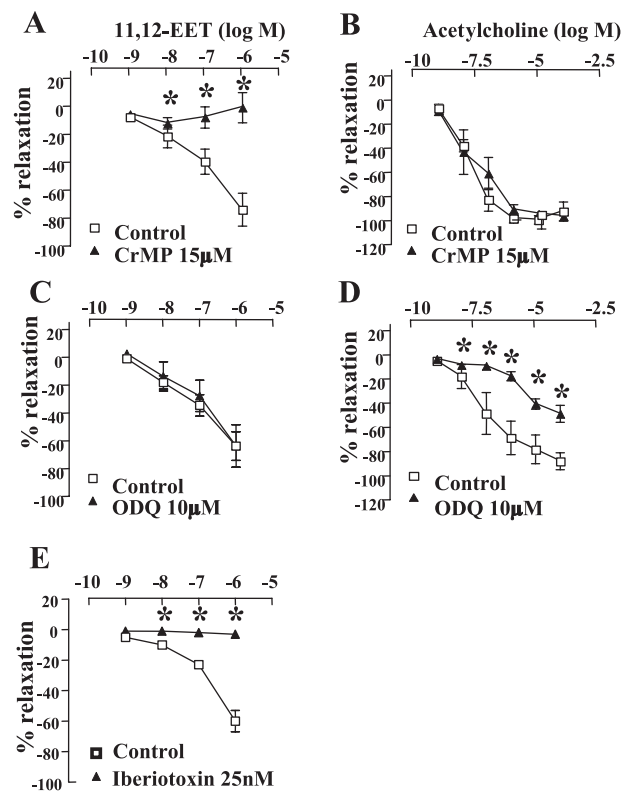 A
11,12-EET (log M)
-10 -9 -8 -7 -6 -5
20
0
-20
-40
-60
-80
-100
% relaxation
* * *
Control
CrMP 15μM
B
Acetylcholine (log M)
-10 -7.5 -5 -2.5
20
0
-20
-40
-60
-80
-100
-120
% relaxation
Control
CrMP 15μM
C
-10 -9 -8 -7 -6 -5
20
0
-20
-40
-60
-80
-100
% relaxation
Control
ODQ 10μM
D
-10 -7.5 -5 -2.5
20
0
-20
-40
-60
-80
-100
-120
% relaxation
* * * * *
Control
ODQ 10μM
E
-10 -9 -8 -7 -6 -5
20
0
-20
-40
-60
-80
-100
% relaxation
* * *
Control
Iberiotoxin 25nM